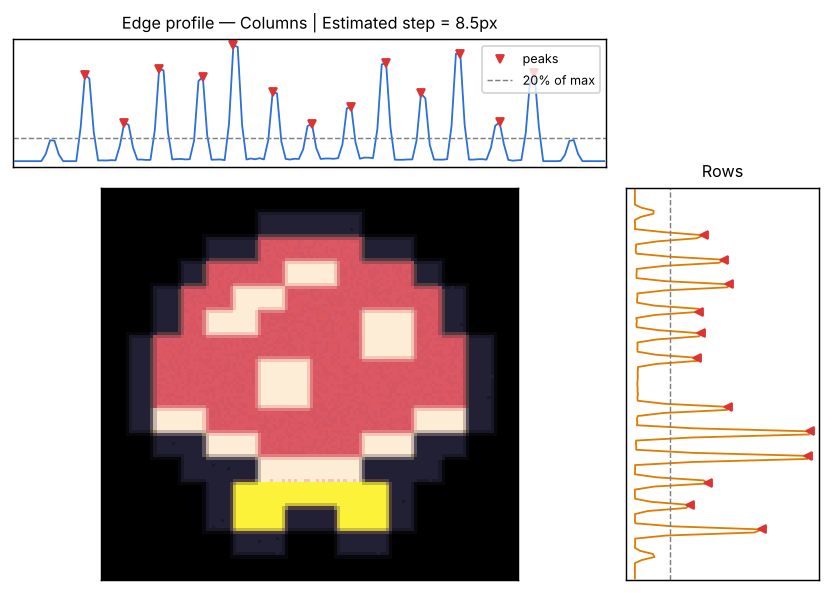 Edge profile — Columns | Estimated step = 8.5px
peaks
20% of max
Rows